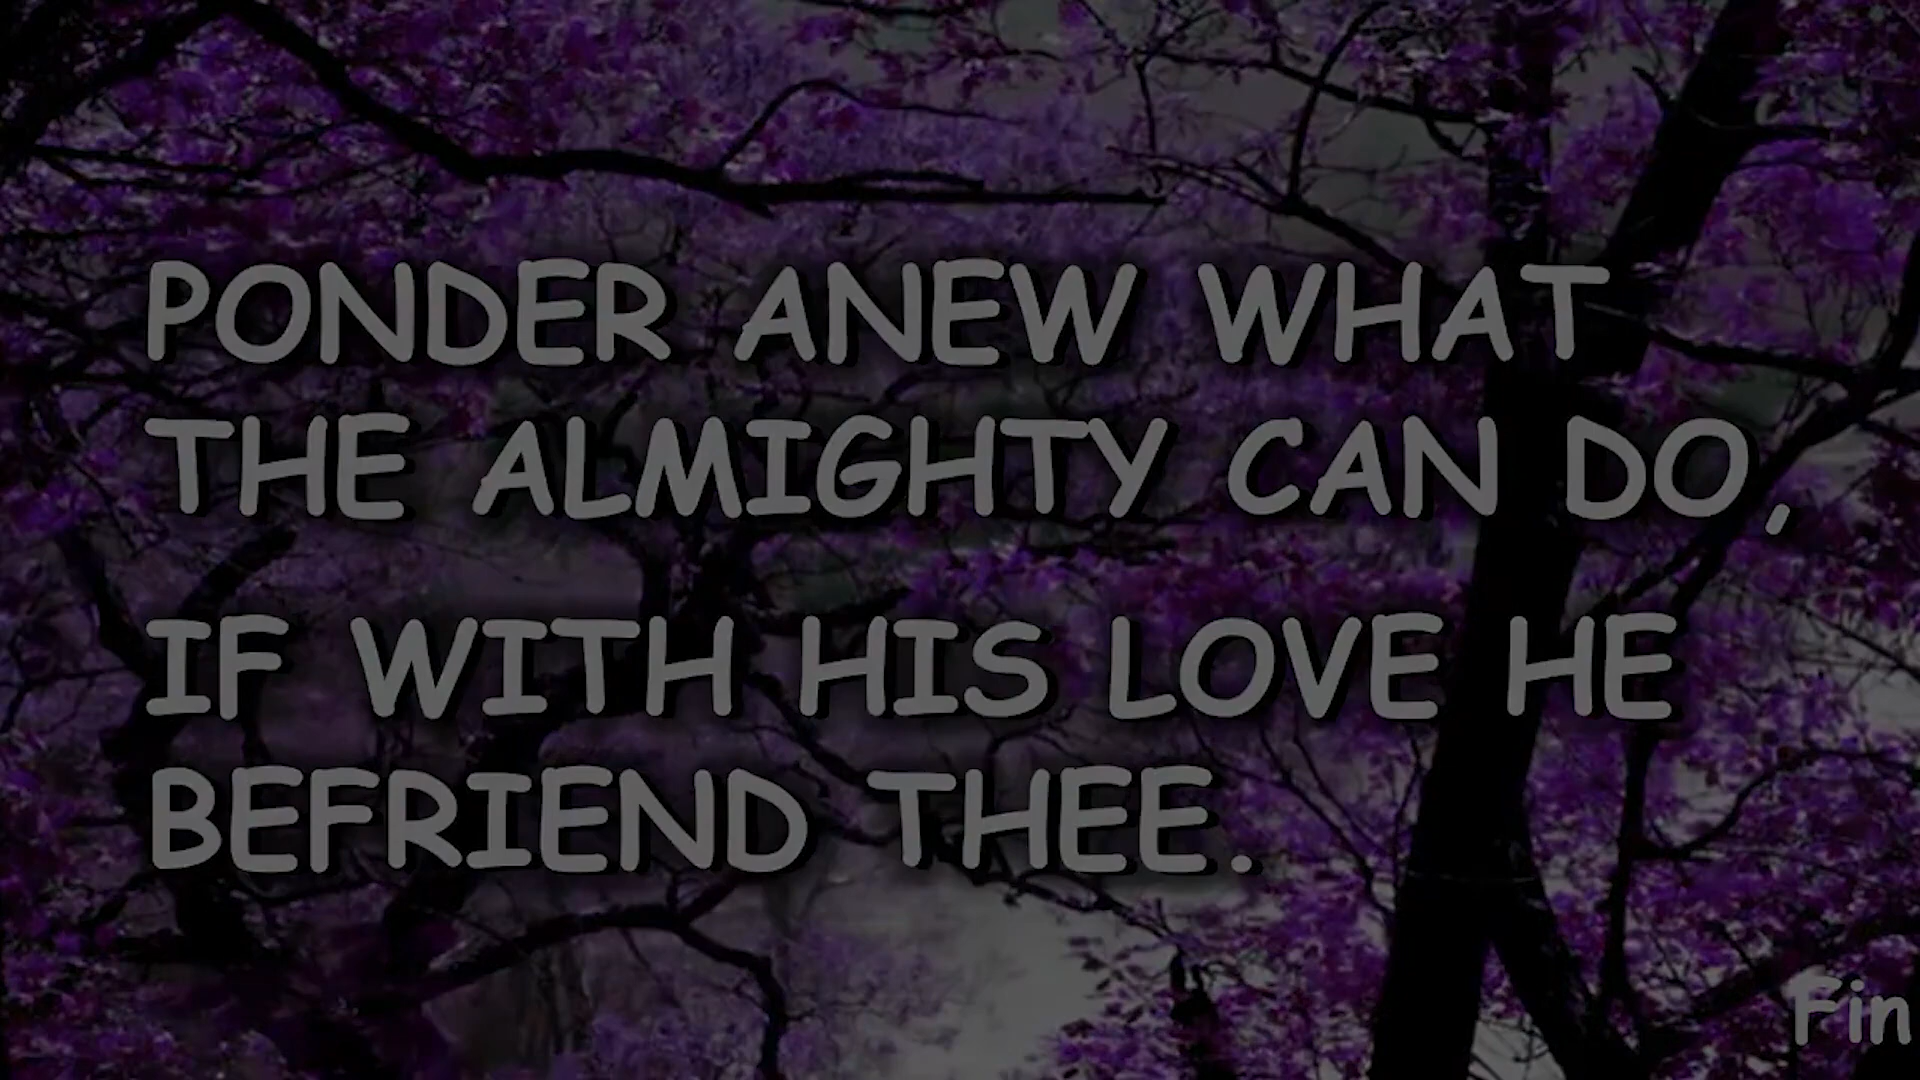 PONDER ANEW WHAT
THE ALMIGHTY CAN DO,
IF WITH HIS LOVE HE
BEFRIEND THEE.
Fin